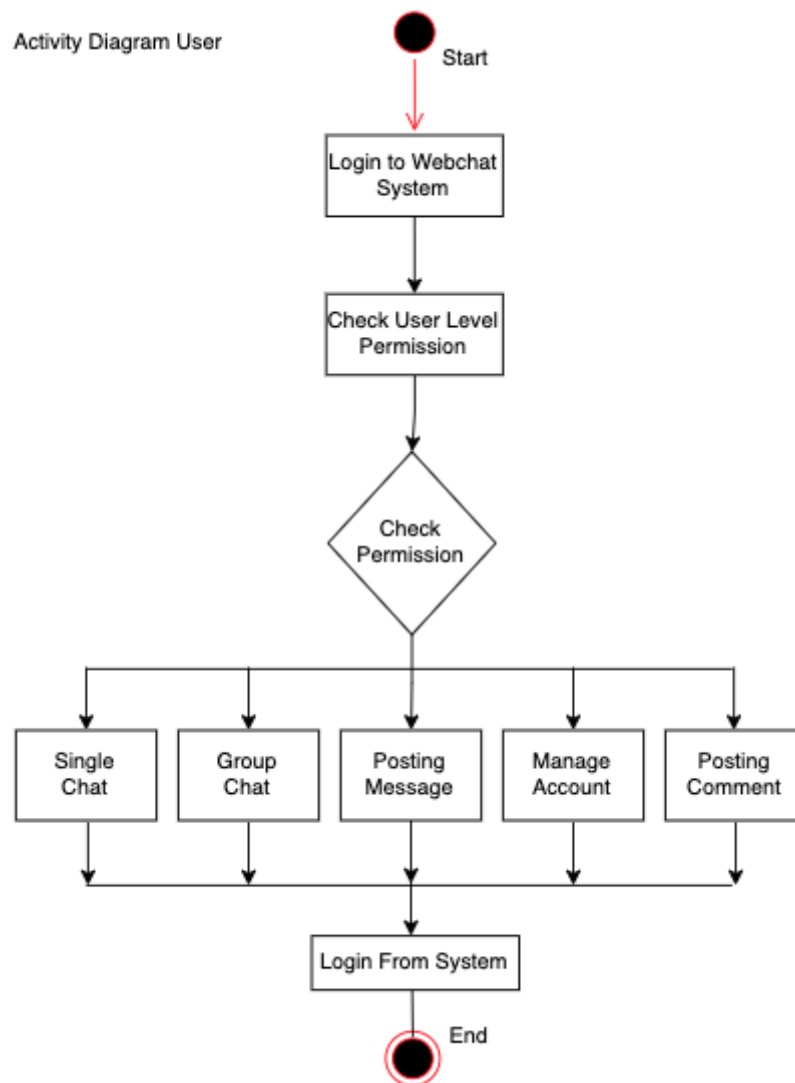 Activity Diagram User
Start
Login to Webchat
System
Check User Level
Permission
Check
Permission
Single
Chat
Group
Chat
Posting
Message
Manage
Account
Posting
Comment
Login From System
End